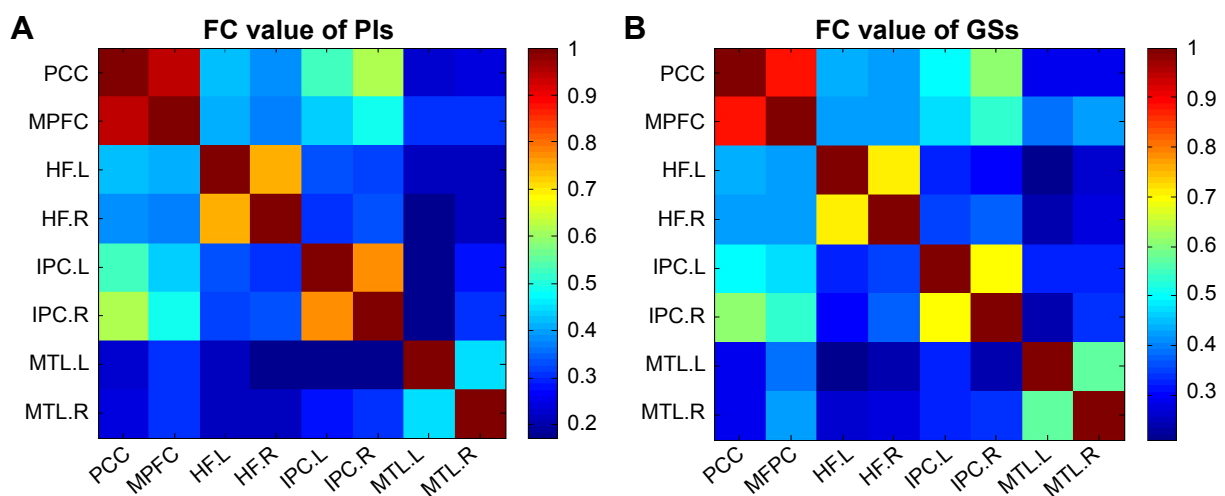 A
FC value of PIs
PCC
MPFC
HF.L
HF.R
IPC.L
IPC.R
MTL.L
MTL.R
PCC
MPFC
HF.L
HF.R
IPC.L
IPC.R
MTL.L
MTL.R
1
0.9
0.8
0.7
0.6
0.5
0.4
0.3
0.2
B
FC value of GSs
PCC
MPFC
HF.L
HF.R
IPC.L
IPC.R
MTL.L
MTL.R
PCC
MFPC
HF.L
HF.R
IPC.L
IPC.R
MTL.L
MTL.R
1
0.9
0.8
0.7
0.6
0.5
0.4
0.3